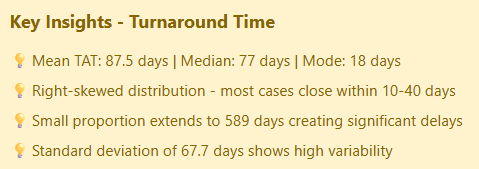 Key Insights - Turnaround Time
💡 Mean TAT: 87.5 days | Median: 77 days | Mode: 18 days
💡 Right-skewed distribution - most cases close within 10-40 days
💡 Small proportion extends to 589 days creating significant delays
💡 Standard deviation of 67.7 days shows high variability